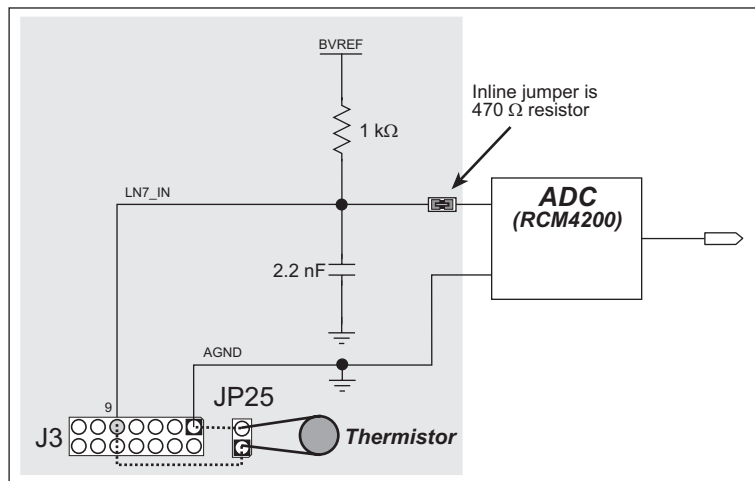 BVREF
Inline jumper is
470 Ω resistor
1 kΩ
LN7_IN
ADC
(RCM4200)
2.2 nF
AGND
9
JP25
J3
Thermistor